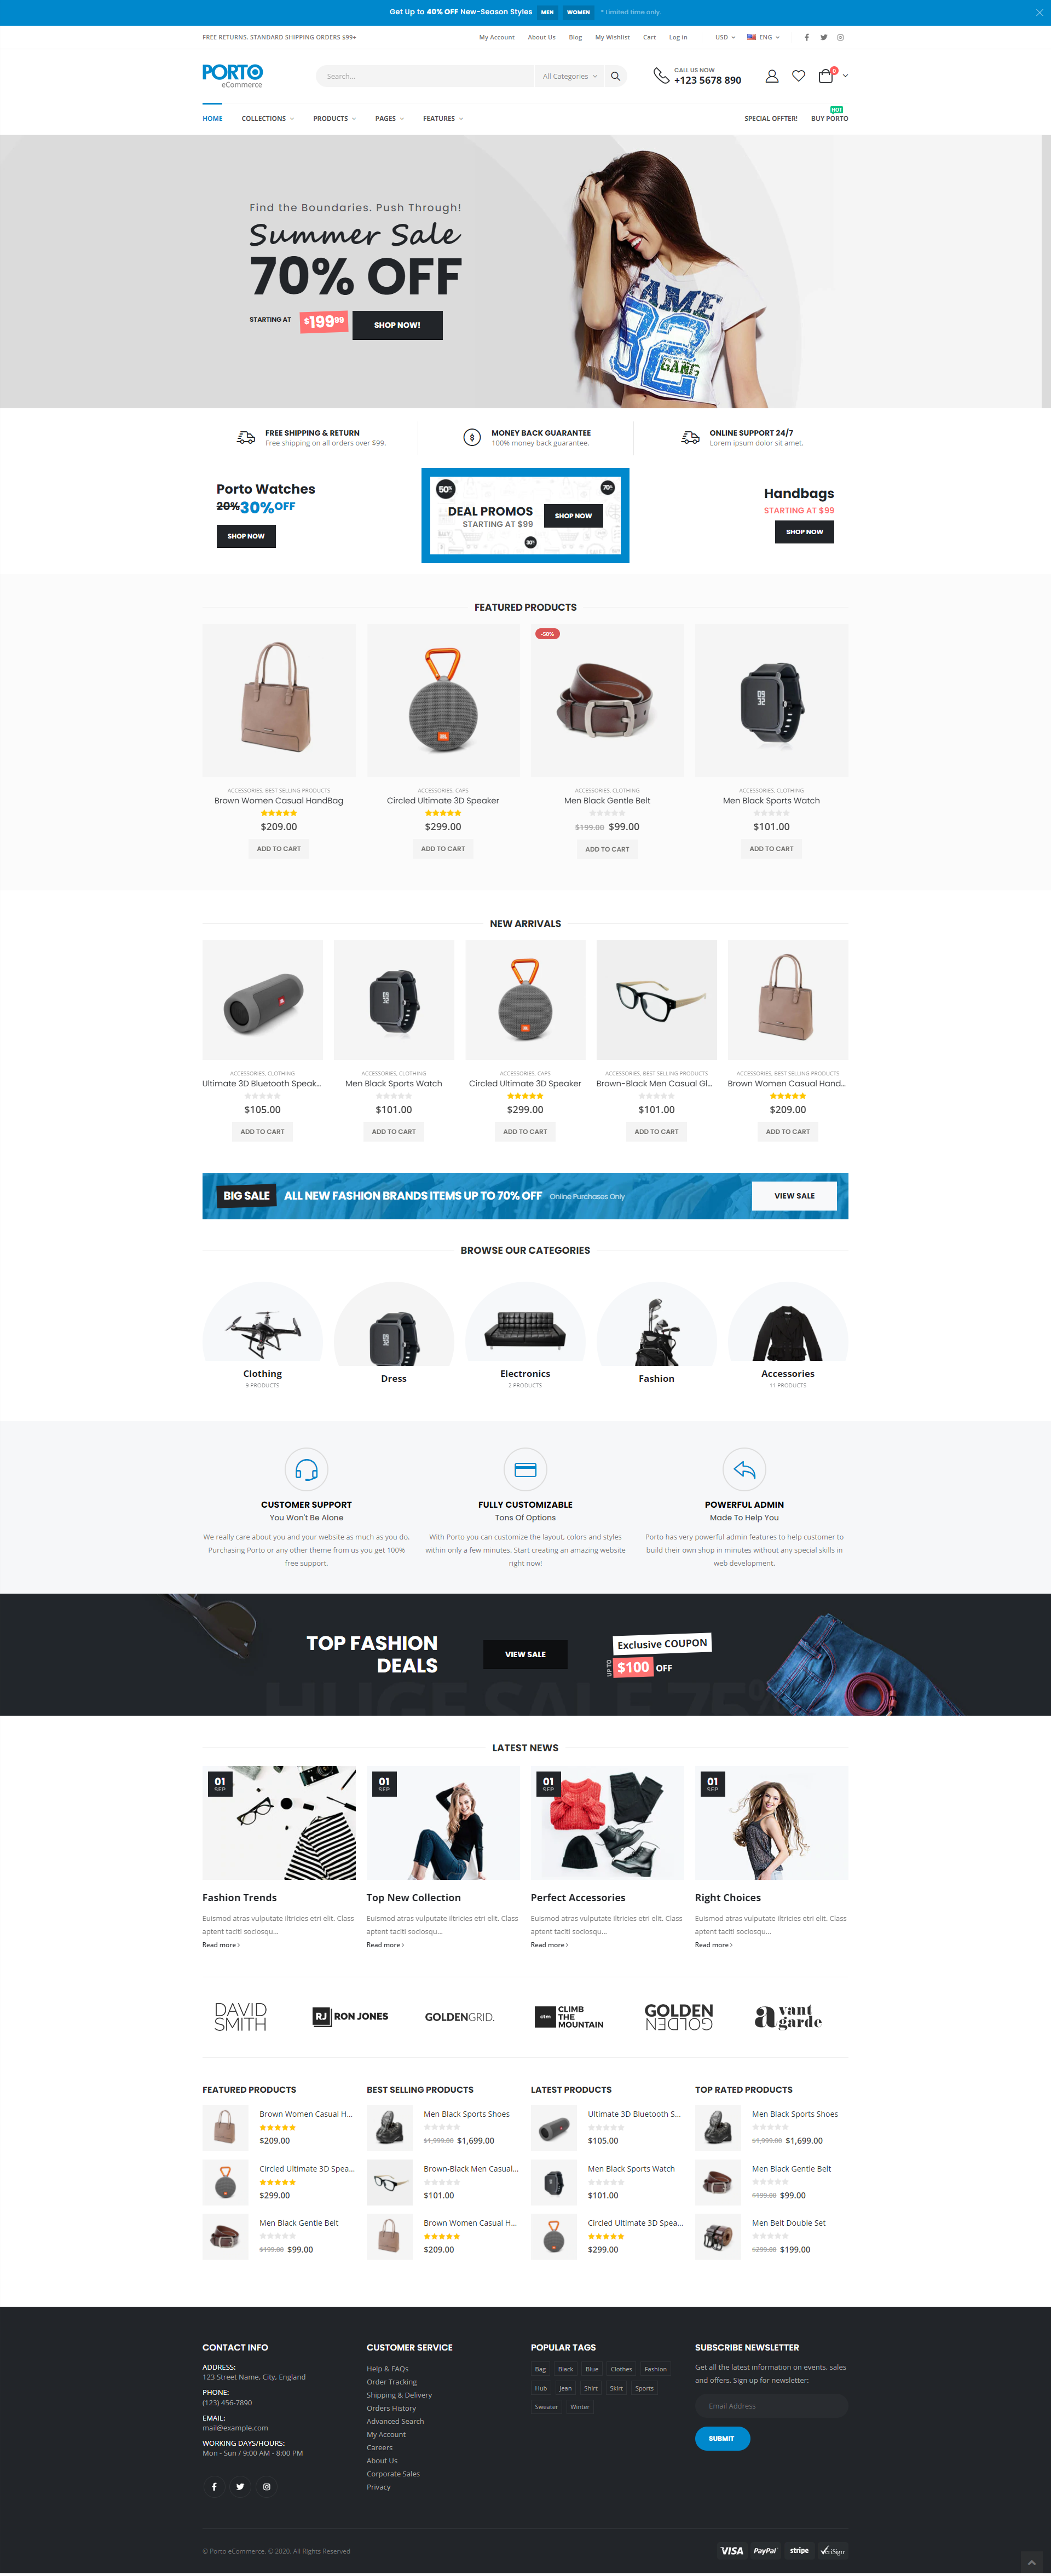 Get Up to 40% OFF New-Season Styles MEN WOMEN * Limited time only.
FREE RETURNS. STANDARD SHIPPING ORDERS $99+
My Account About Us Blog My Wishlist Cart Log in USD ENG
PORTO
eCommerce
Search...
All Categories
CALL US NOW
+123 5678 890
0
HOME COLLECTIONS PRODUCTS PAGES FEATURES
SPECIAL OFFTER! BUY PORTO
HOT
Find the Boundaries. Push Through!
Summer Sale
70% OFF
STARTING AT $19999 SHOP NOW!
FREE SHIPPING & RETURN
Free shipping on all orders over $99.
MONEY BACK GUARANTEE
100% money back guarantee.
ONLINE SUPPORT 24/7
Lorem ipsum dolor sit amet.
Porto Watches
20% 30% OFF
SHOP NOW
50%
70%
DEAL PROMOS
STARTING AT $99
SHOP NOW
30%
Handbags
STARTING AT $99
SHOP NOW
FEATURED PRODUCTS
-50%
ACCESSORIES, BEST SELLING PRODUCTS
Brown Women Casual HandBag
$209.00
ADD TO CART
ACCESSORIES, CAPS
Circled Ultimate 3D Speaker
$299.00
ADD TO CART
ACCESSORIES, CLOTHING
Men Black Gentle Belt
$199.00 $99.00
ADD TO CART
ACCESSORIES, CLOTHING
Men Black Sports Watch
$101.00
ADD TO CART
NEW ARRIVALS
ACCESSORIES, CLOTHING
Ultimate 3D Bluetooth Speak...
$105.00
ADD TO CART
ACCESSORIES, CLOTHING
Men Black Sports Watch
$101.00
ADD TO CART
ACCESSORIES, CAPS
Circled Ultimate 3D Speaker
$299.00
ADD TO CART
ACCESSORIES, BEST SELLING PRODUCTS
Brown-Black Men Casual Gl...
$101.00
ADD TO CART
ACCESSORIES, BEST SELLING PRODUCTS
Brown Women Casual Hand...
$209.00
ADD TO CART
BIG SALE ALL NEW FASHION BRANDS ITEMS UP TO 70% OFF Online Purchases Only VIEW SALE
BROWSE OUR CATEGORIES
Clothing
9 PRODUCTS
Dress
Electronics
2 PRODUCTS
Fashion
Accessories
11 PRODUCTS
CUSTOMER SUPPORT
You Won't Be Alone
We really care about you and your website as much as you do.
Purchasing Porto or any other theme from us you get 100%
free support.
FULLY CUSTOMIZABLE
Tons Of Options
With Porto you can customize the layout, colors and styles
within only a few minutes. Start creating an amazing website
right now!
POWERFUL ADMIN
Made To Help You
Porto has very powerful admin features to help customer to
build their own shop in minutes without any special skills in
web development.
TOP FASHION
DEALS
VIEW SALE
Exclusive COUPON
UP TO $100 OFF
HUGE SALE 75%
LATEST NEWS
01
SEP
Fashion Trends
Euismod atras vulputate iltricies etri elit. Class
aptent taciti sociosqu...
Read more
01
SEP
Top New Collection
Euismod atras vulputate iltricies etri elit. Class
aptent taciti sociosqu...
Read more
01
SEP
Perfect Accessories
Euismod atras vulputate iltricies etri elit. Class
aptent taciti sociosqu...
Read more
01
SEP
Right Choices
Euismod atras vulputate iltricies etri elit. Class
aptent taciti sociosqu...
Read more
DAVID
SMITH
RJ RON JONES
GOLDENGRID.
ctm
CLIMB
THE
MOUNTAIN
GOLDEN
GOLDEN
avant
garde
FEATURED PRODUCTS
Brown Women Casual H...
$209.00
Circled Ultimate 3D Spea...
$299.00
Men Black Gentle Belt
$199.00 $99.00
BEST SELLING PRODUCTS
Men Black Sports Shoes
$1,999.00 $1,699.00
Brown-Black Men Casual...
$101.00
Brown Women Casual H...
$209.00
LATEST PRODUCTS
Ultimate 3D Bluetooth S...
$105.00
Men Black Sports Watch
$101.00
Circled Ultimate 3D Spea...
$299.00
TOP RATED PRODUCTS
Men Black Sports Shoes
$1,999.00 $1,699.00
Men Black Gentle Belt
$199.00 $99.00
Men Belt Double Set
$299.00 $199.00
CONTACT INFO
ADDRESS:
123 Street Name, City, England
PHONE:
(123) 456-7890
EMAIL:
mail@example.com
WORKING DAYS/HOURS:
Mon - Sun / 9:00 AM - 8:00 PM
CUSTOMER SERVICE
Help & FAQs
Order Tracking
Shipping & Delivery
Orders History
Advanced Search
My Account
Careers
About Us
Corporate Sales
Privacy
POPULAR TAGS
Bag Black Blue Clothes Fashion
Hub Jean Shirt Skirt Sports
Sweater Winter
SUBSCRIBE NEWSLETTER
Get all the latest information on events, sales
and offers. Sign up for newsletter:
Email Address
SUBMIT
© Porto eCommerce. © 2020. All Rights Reserved
VISA PayPal stripe VeriSign